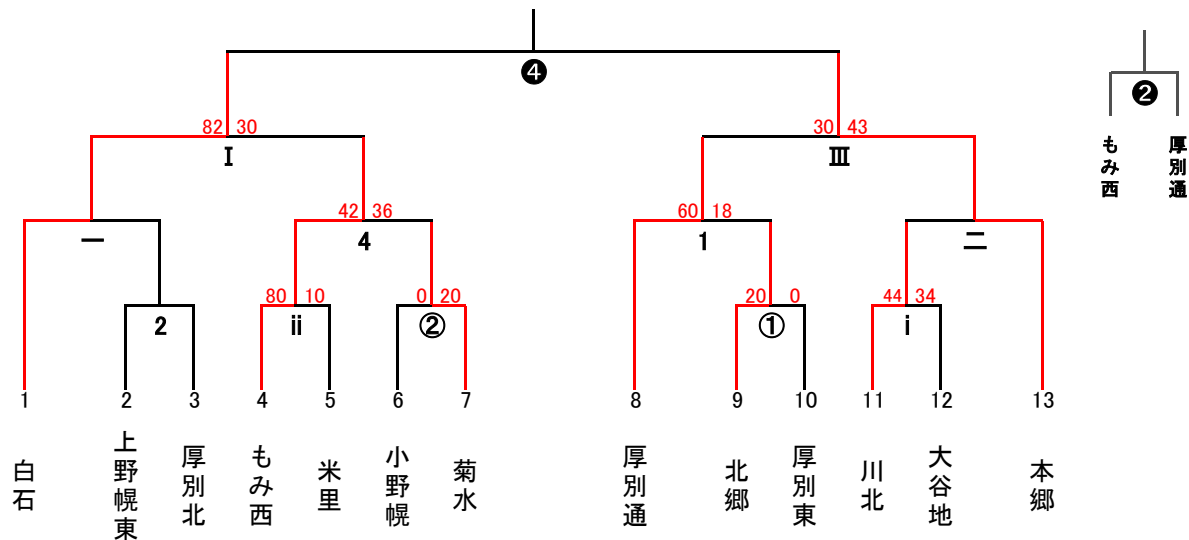 ❹
❷
もみ西
厚別通
82 30
30 43
Ⅰ
Ⅲ
42 36
60 18
一
4
1
二
80 10
0 20
20 0
44 34
2
ⅱ
②
①
ⅰ
1 2 3 4 5 6 7 8 9 10 11 12 13
白石
上野幌東
厚別北
もみ西
米里
小野幌
菊水
厚別通
北郷
厚別東
川北
大谷地
本郷